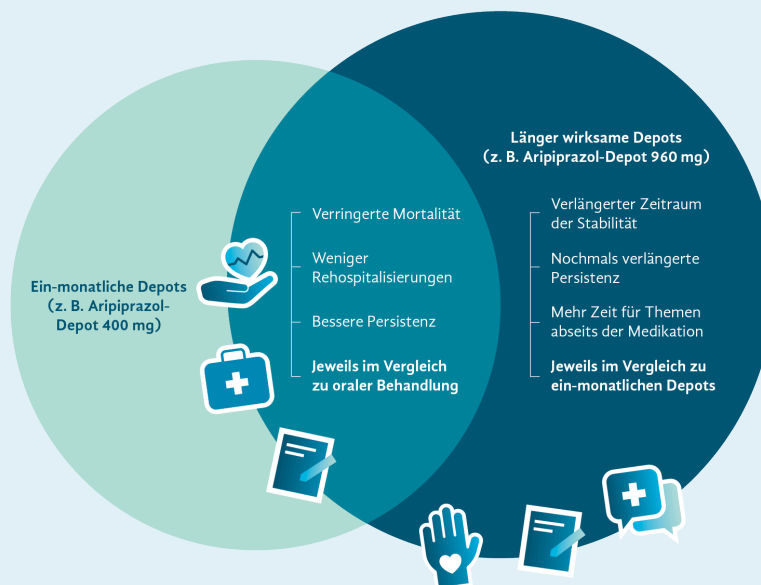 Ein-monatliche Depots
(z. B. Aripiprazol-
Depot 400 mg)
Verringerte Mortalität
Weniger
Rehospitalisierungen
Bessere Persistenz
Jeweils im Vergleich
zu oraler Behandlung
Länger wirksame Depots
(z. B. Aripiprazol-Depot 960 mg)
Verlängerter Zeitraum
der Stabilität
Nochmals verlängerte
Persistenz
Mehr Zeit für Themen
abseits der Medikation
Jeweils im Vergleich zu
ein-monatlichen Depots